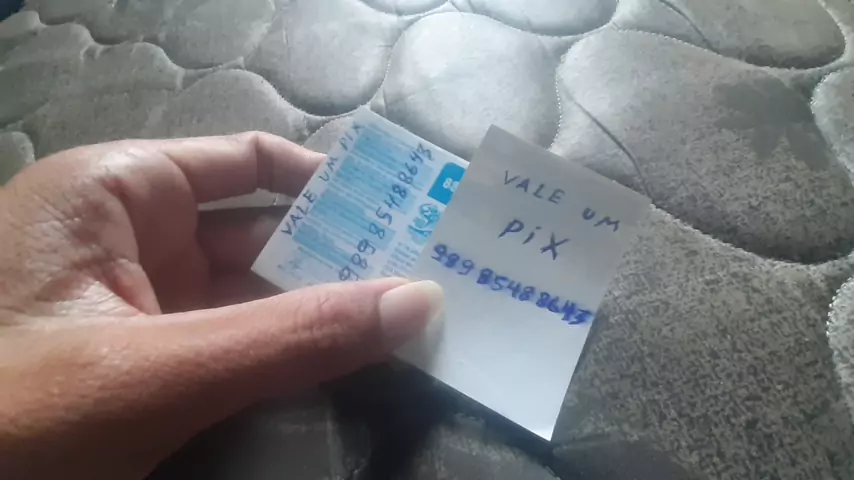 VALE UM PIX
98985488643
VALE UM
PiX
98985488643